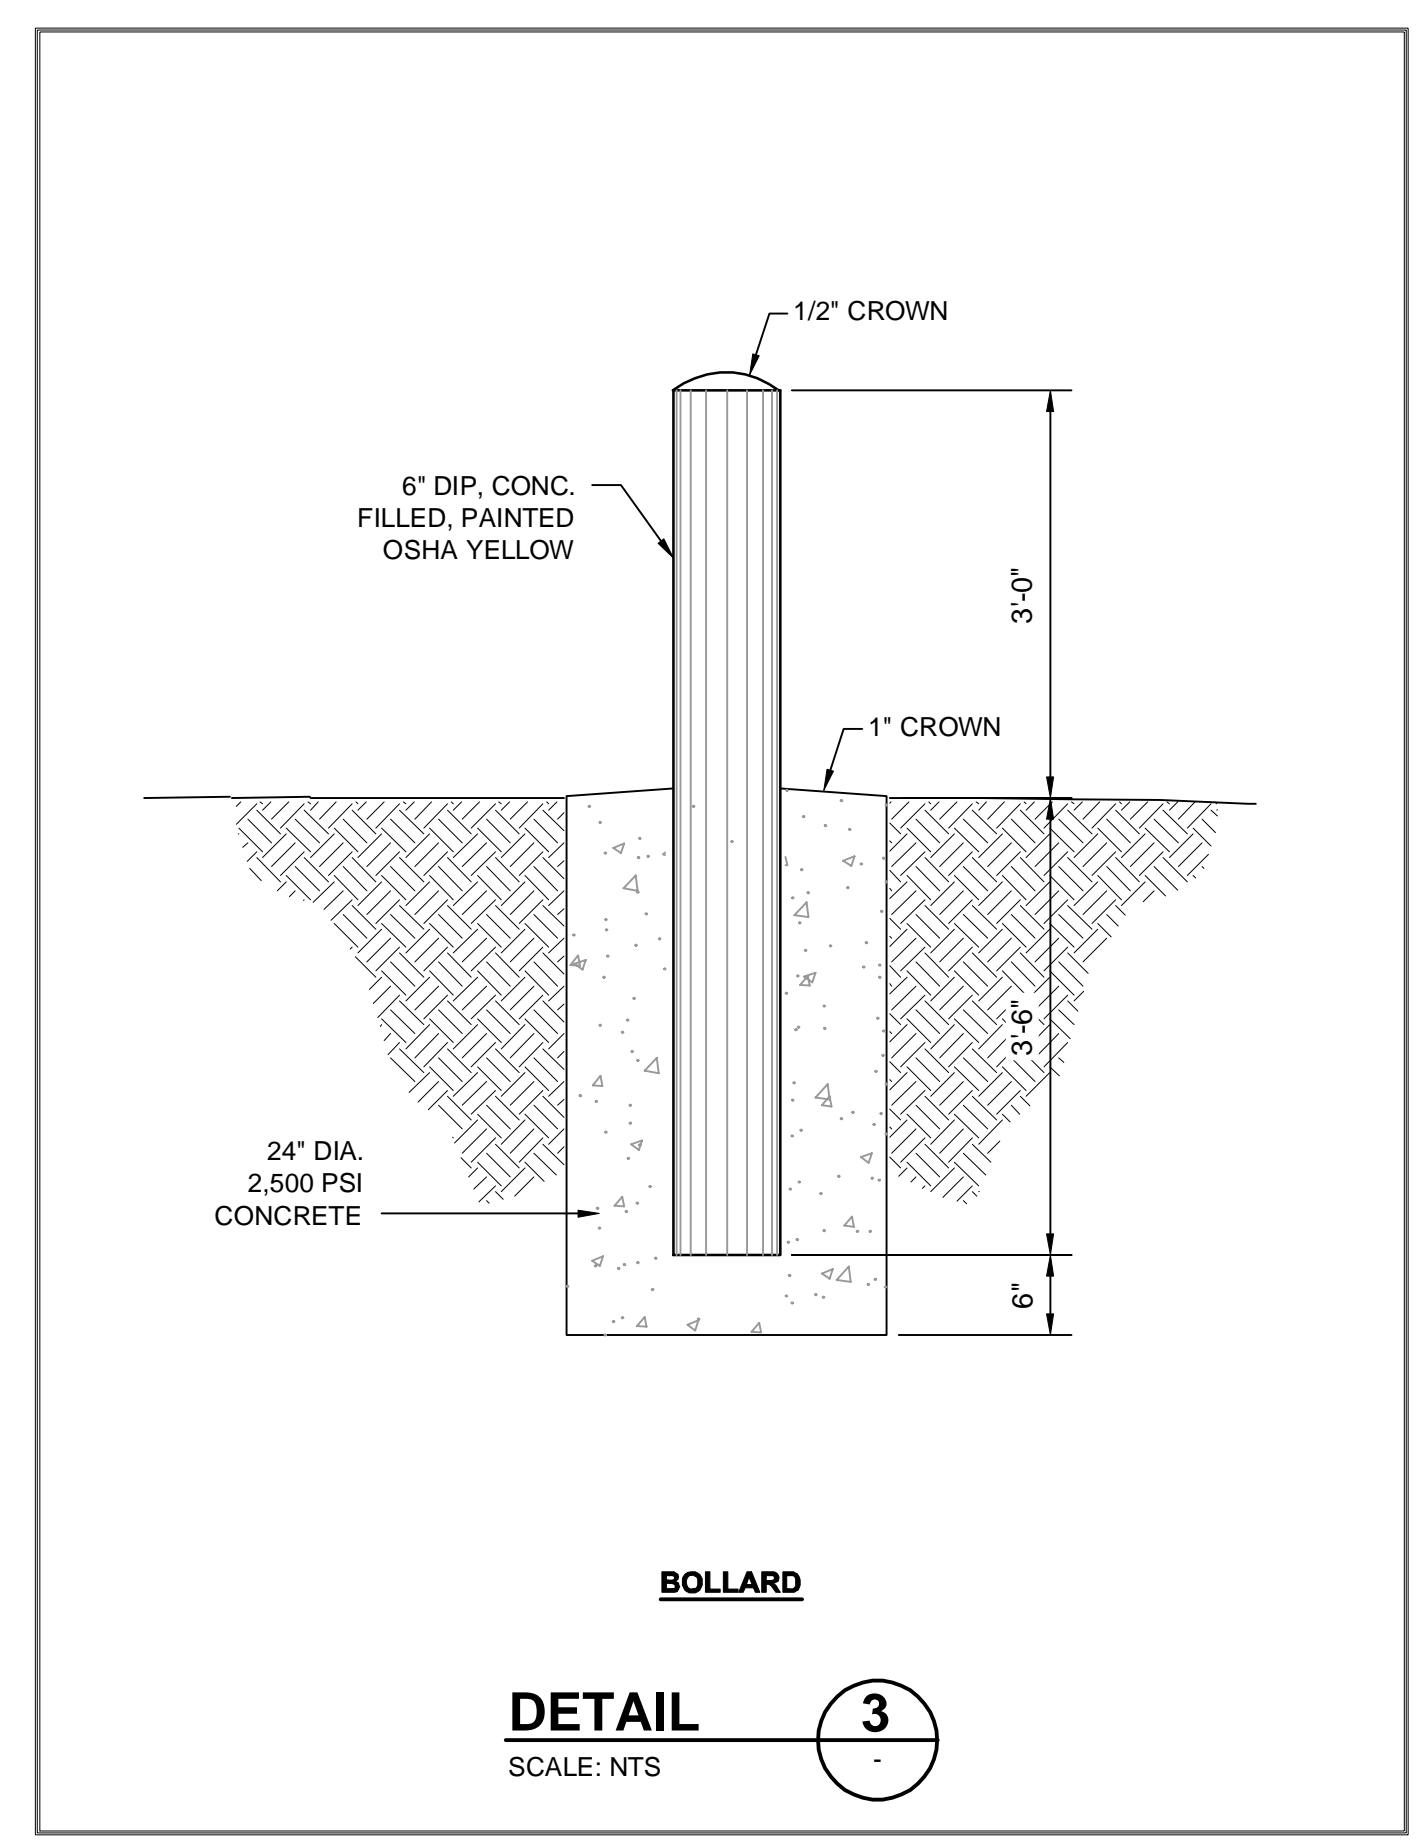 1/2" CROWN
6" DIP, CONC.
FILLED, PAINTED
OSHA YELLOW
3'-0"
1" CROWN
3'-6"
24" DIA.
2,500 PSI
CONCRETE
6"
BOLLARD
DETAIL
3
SCALE: NTS
-